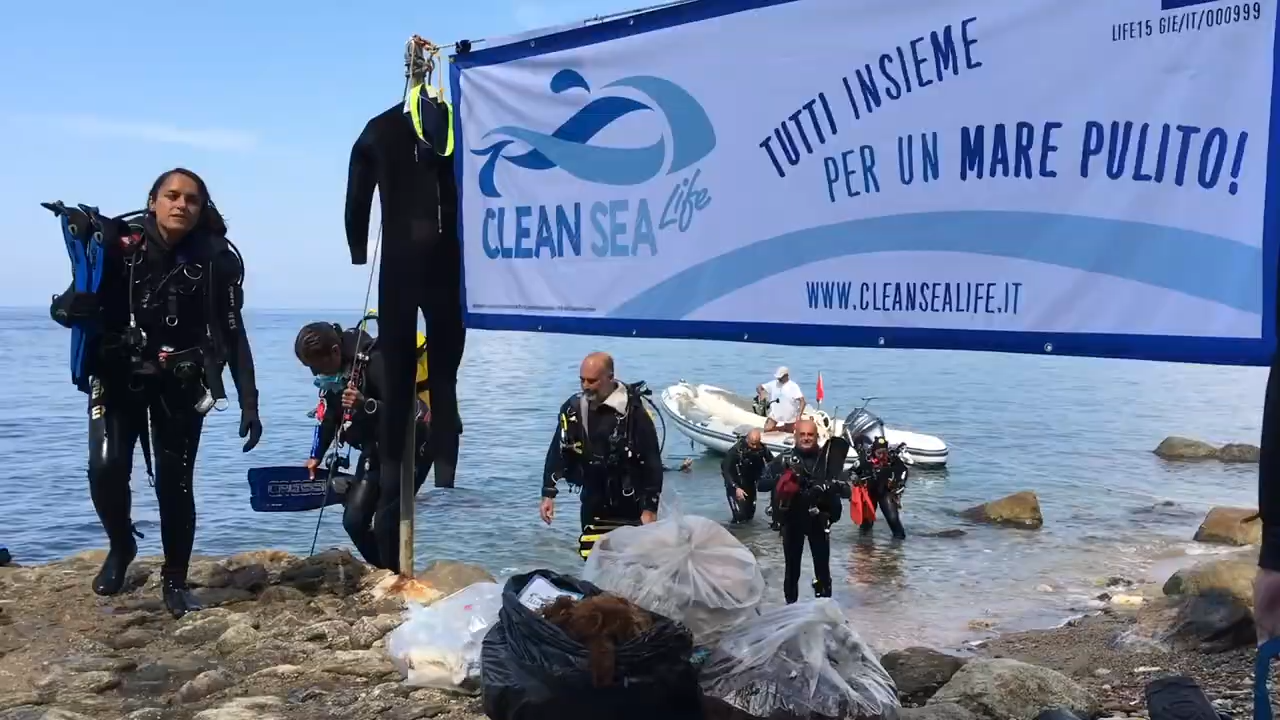 LIFE15 GIE/IT/000999
TUTTI INSIEME
PER UN MARE PULITO!
CLEAN SEA Life
WWW.CLEANSEALIFE.IT
CRESSI